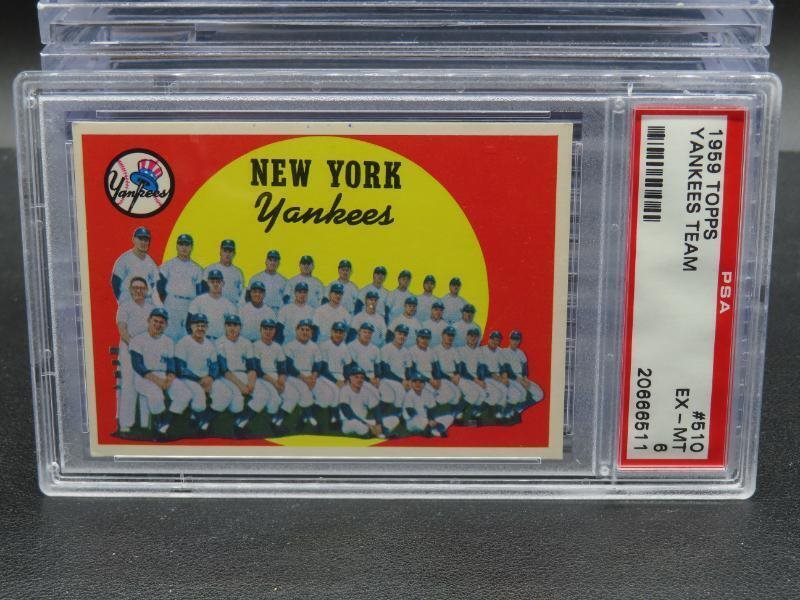 NEW YORK
Yankees
Yankees
1959 TOPPS
YANKEES TEAM
PSA
#510
EX - MT
6
20666511